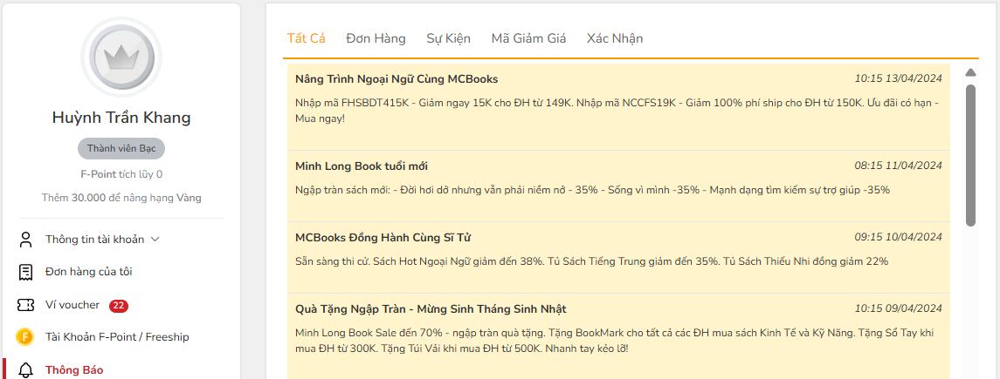 Huỳnh Trần Khang
Thành viên Bạc
F-Point tích lũy 0
Thêm 30.000 để nâng hạng Vàng
Thông tin tài khoản
Đơn hàng của tôi
Ví voucher 22
F Tài Khoản F-Point / Freeship
Thông Báo
Tất Cả Đơn Hàng Sự Kiện Mã Giảm Giá Xác Nhận
Nâng Trình Ngoại Ngữ Cùng MCBooks 10:15 13/04/2024
Nhập mã FHSBDT415K - Giảm ngay 15K cho ĐH từ 149K. Nhập mã NCCFS19K - Giảm 100% phí ship cho ĐH từ 150K. Ưu đãi có hạn -
Mua ngay!
Minh Long Book tuổi mới 08:15 11/04/2024
Ngập tràn sách mới: - Đời hơi dở nhưng vẫn phải niềm nở - 35% - Sống vì mình -35% - Mạnh dạng tìm kiếm sự trợ giúp -35%
MCBooks Đồng Hành Cùng Sĩ Tử 09:15 10/04/2024
Sẵn sàng thi cử. Sách Hot Ngoại Ngữ giảm đến 38%. Tủ Sách Tiếng Trung giảm đến 35%. Tủ Sách Thiếu Nhi đồng giảm 22%
Quà Tặng Ngập Tràn - Mừng Sinh Tháng Sinh Nhật 10:15 09/04/2024
Minh Long Book Sale đến 70% - ngập tràn quà tặng. Tặng BookMark cho tất cả các ĐH mua sách Kinh Tế và Kỹ Năng. Tặng Sổ Tay khi
mua ĐH từ 300K. Tặng Túi Vải khi mua ĐH từ 500K. Nhanh tay kẻo lỡ!